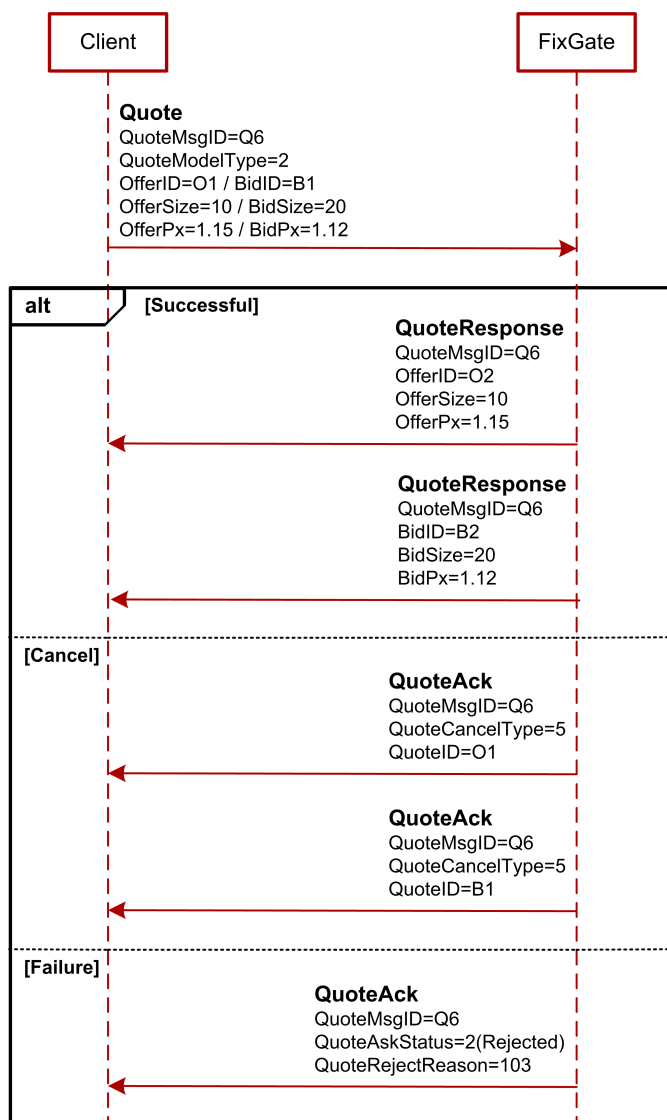 Client
FixGate
Quote
QuoteMsgID=Q6
QuoteModelType=2
OfferID=O1 / BidID=B1
OfferSize=10 / BidSize=20
OfferPx=1.15 / BidPx=1.12
alt
[Successful]
QuoteResponse
QuoteMsgID=Q6
OfferID=O2
OfferSize=10
OfferPx=1.15
QuoteResponse
QuoteMsgID=Q6
BidID=B2
BidSize=20
BidPx=1.12
[Cancel]
QuoteAck
QuoteMsgID=Q6
QuoteCancelType=5
QuoteID=O1
QuoteAck
QuoteMsgID=Q6
QuoteCancelType=5
QuoteID=B1
[Failure]
QuoteAck
QuoteMsgID=Q6
QuoteAskStatus=2(Rejected)
QuoteRejectReason=103